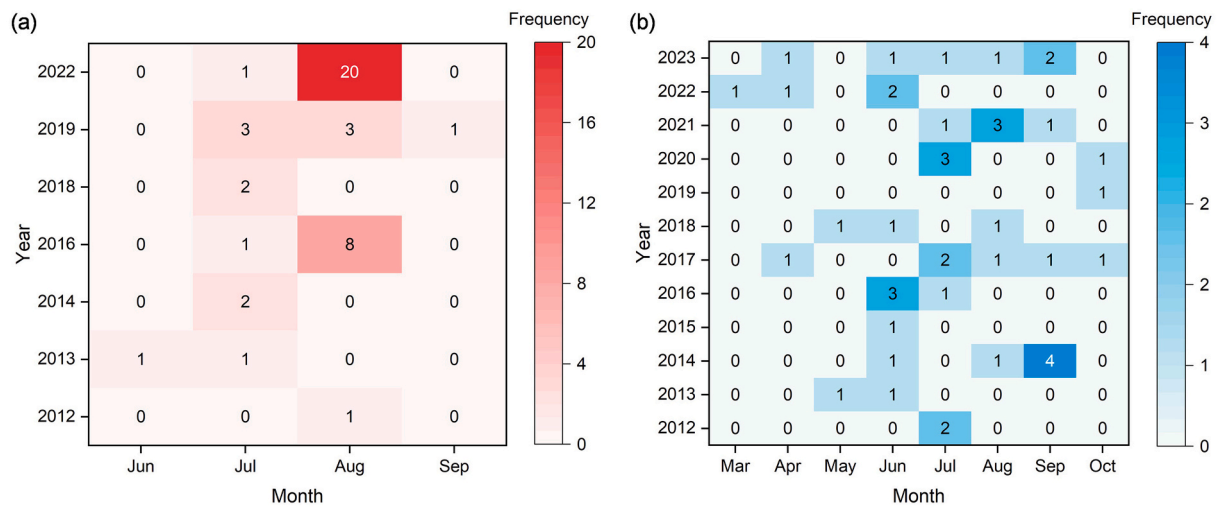 (a)
Frequency
2022 0 1 20 0
2019 0 3 3 1
2018 0 2 0 0
2016 0 1 8 0
2014 0 2 0 0
2013 1 1 0 0
2012 0 0 1 0
Jun Jul Aug Sep
Month
Year
20
16
12
8
4
0
(b)
Frequency
2023 0 1 0 1 1 1 2 0
2022 1 1 0 2 0 0 0 0
2021 0 0 0 0 1 3 1 0
2020 0 0 0 0 3 0 0 1
2019 0 0 0 0 0 0 0 1
2018 0 0 1 1 0 1 0 0
2017 0 1 0 0 2 1 1 1
2016 0 0 0 3 1 0 0 0
2015 0 0 0 1 0 0 0 0
2014 0 0 0 1 0 1 4 0
2013 0 0 1 1 0 0 0 0
2012 0 0 0 0 2 0 0 0
Mar Apr May Jun Jul Aug Sep Oct
Month
Year
4
3
2
2
1
0